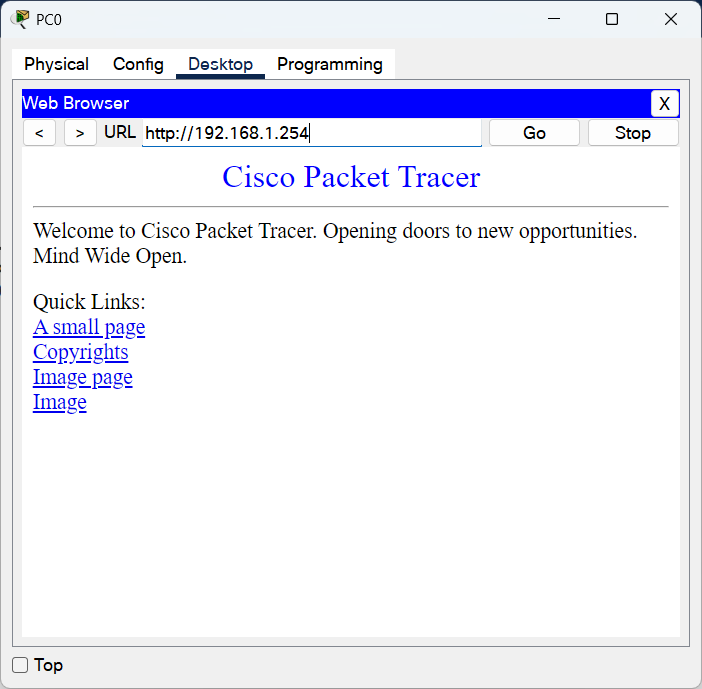 PC0
Physical Config Desktop Programming
Web Browser X
< > URL http://192.168.1.254 Go Stop
Cisco Packet Tracer
Welcome to Cisco Packet Tracer. Opening doors to new opportunities.
Mind Wide Open.
Quick Links:
A small page
Copyrights
Image page
Image
Top